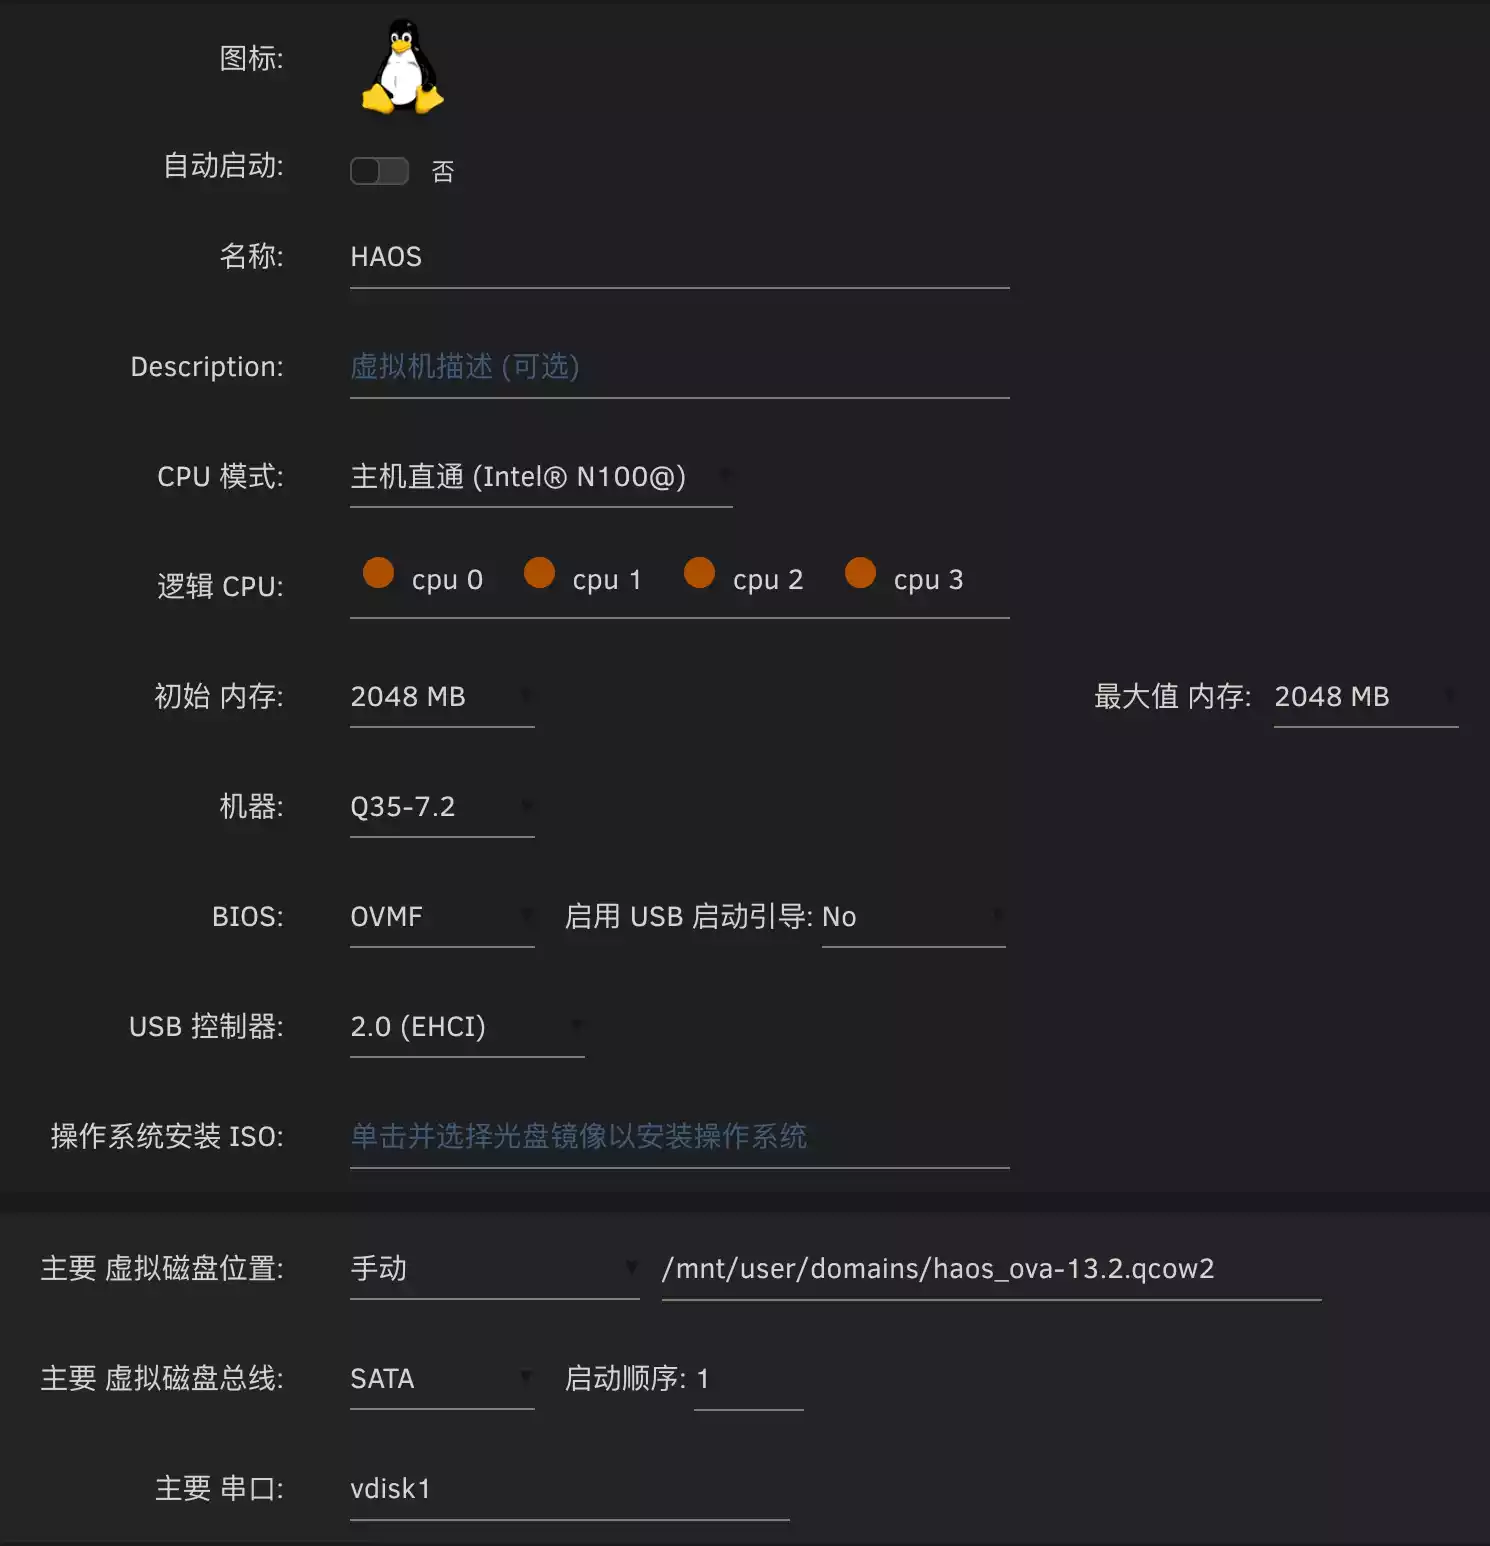 图标:
自动启动: 否
名称: HAOS
Description: 虚拟机描述 (可选)
CPU 模式: 主机直通 (Intel® N100@)
逻辑 CPU: cpu 0 cpu 1 cpu 2 cpu 3
初始 内存: 2048 MB 最大值 内存: 2048 MB
机器: Q35-7.2
BIOS: OVMF 启用 USB 启动引导: No
USB 控制器: 2.0 (EHCI)
操作系统安装 ISO: 单击并选择光盘镜像以安装操作系统
主要 虚拟磁盘位置: 手动 /mnt/user/domains/haos_ova-13.2.qcow2
主要 虚拟磁盘总线: SATA 启动顺序: 1
主要 串口: vdisk1